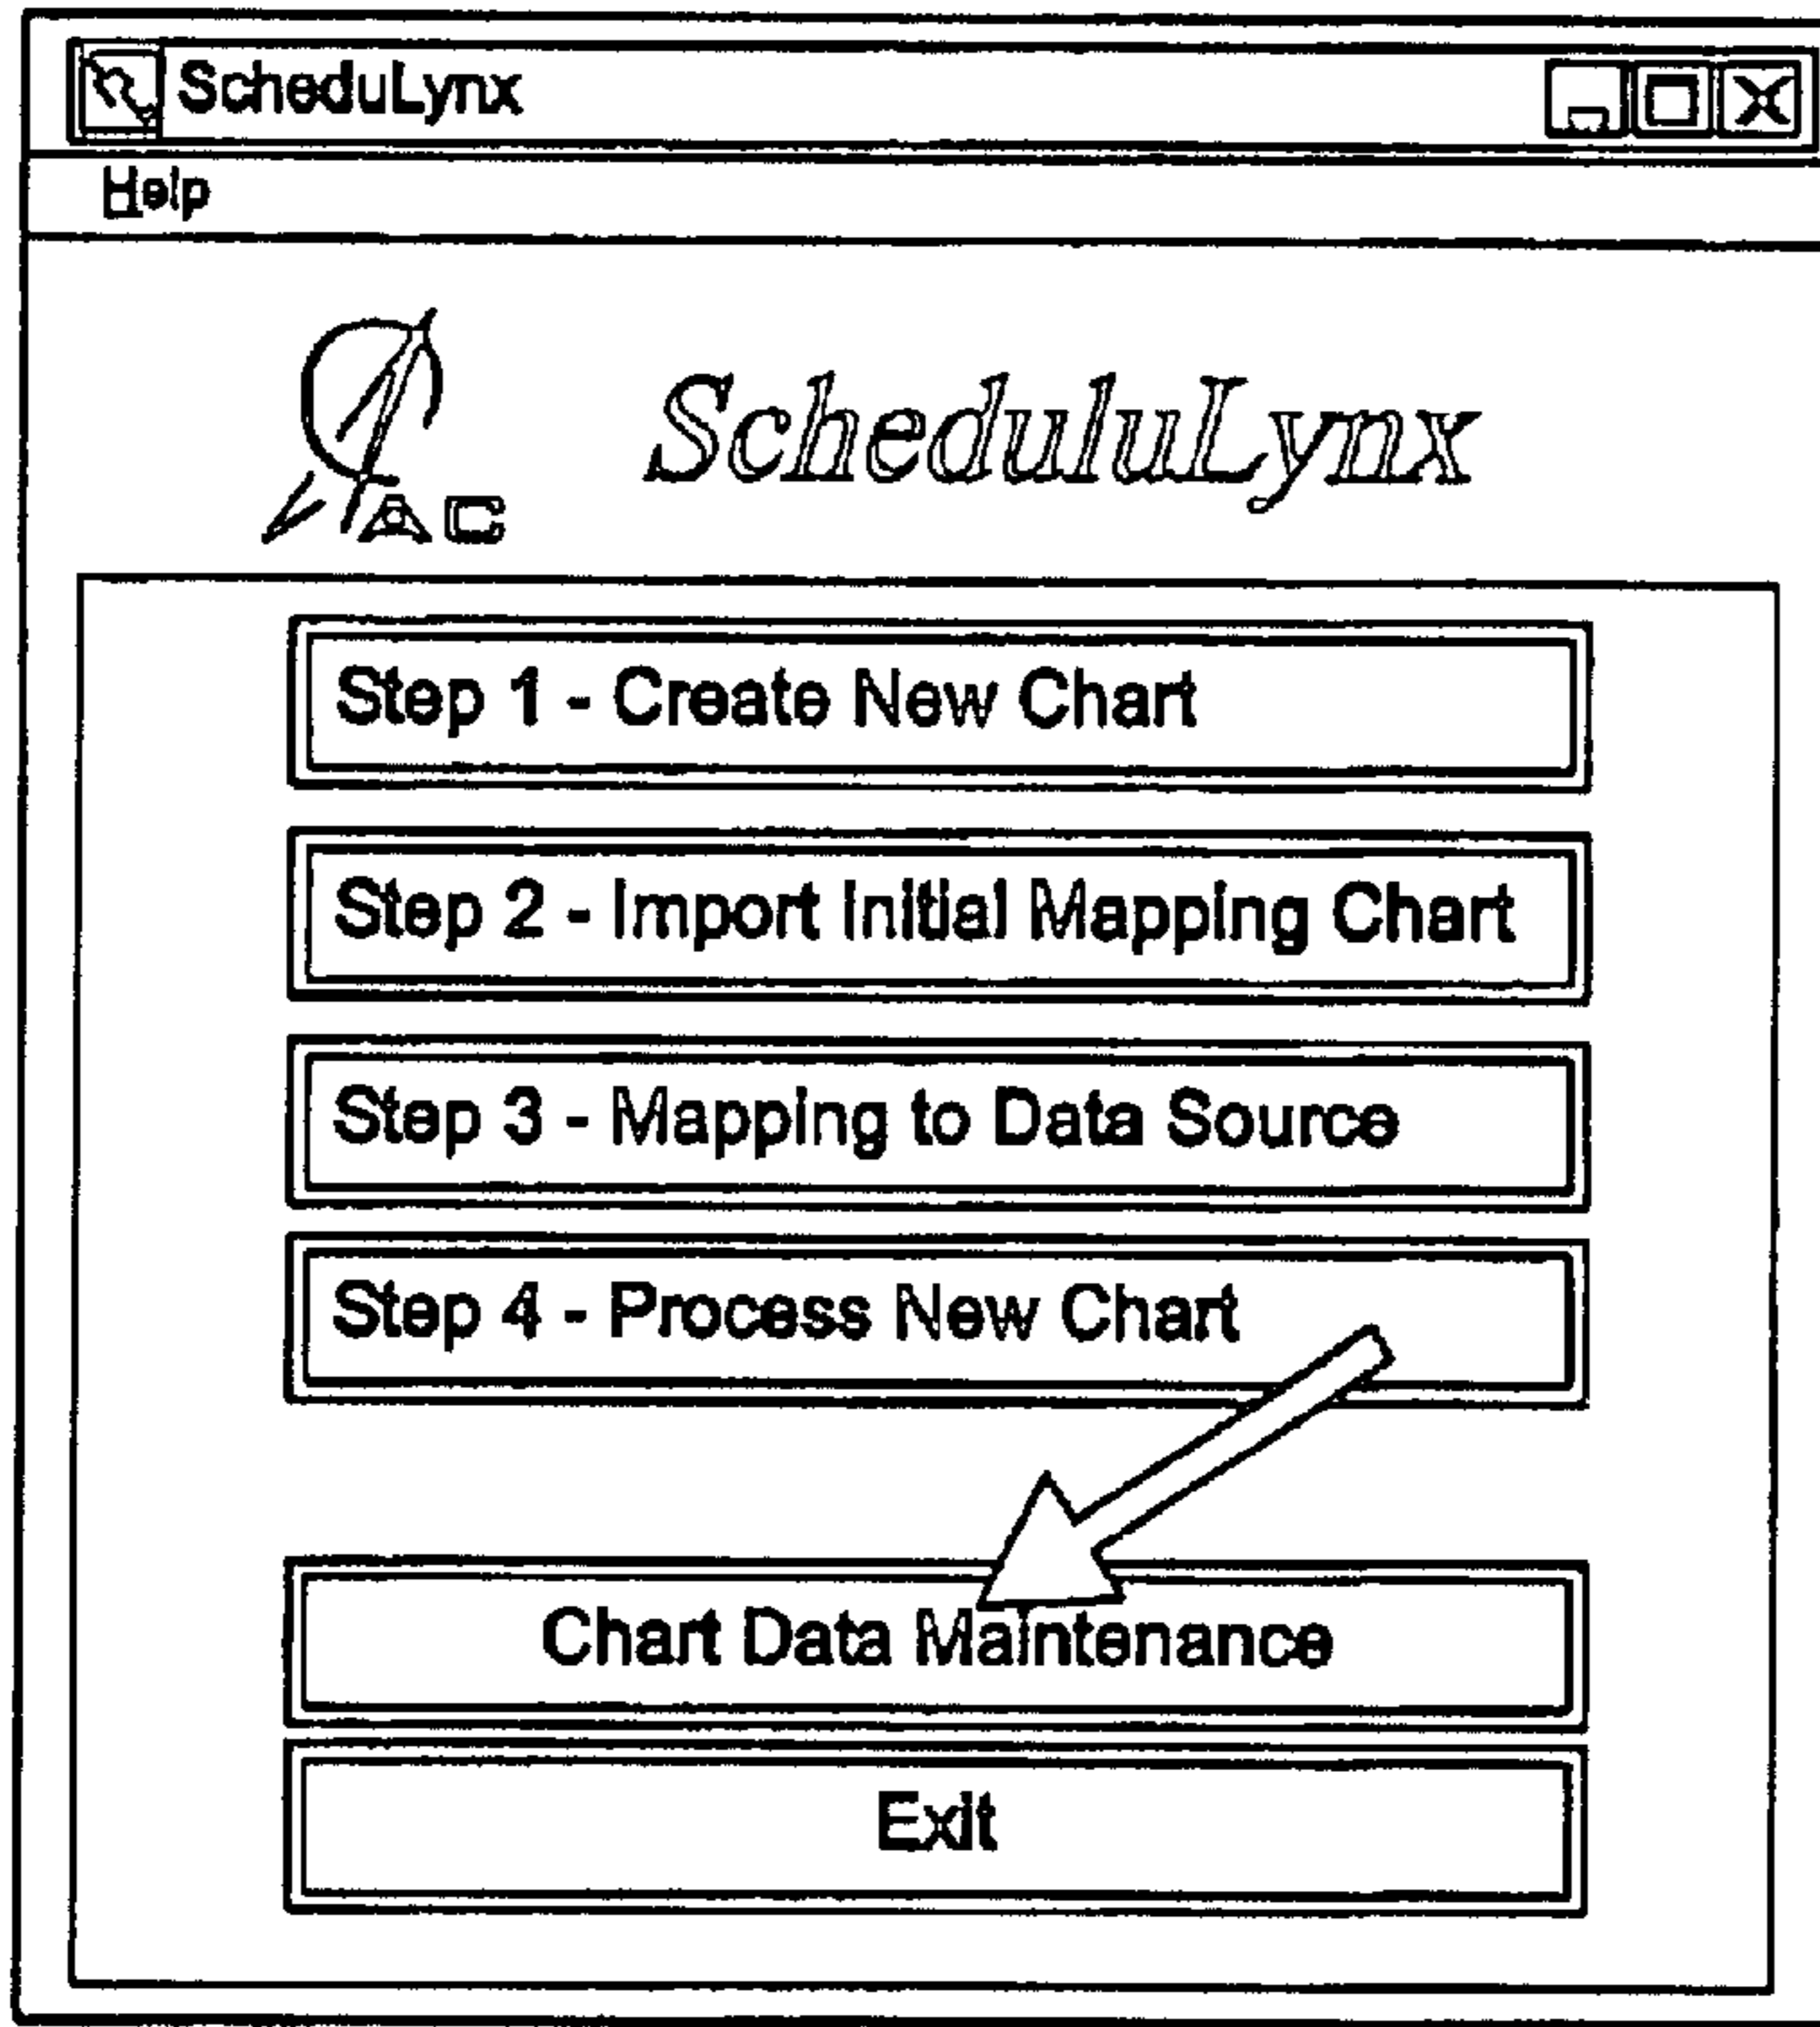 ScheduLynx
Help
AC
ScheduluLynx
Step 1 - Create New Chart
Step 2 - Import Initial Mapping Chart
Step 3 - Mapping to Data Source
Step 4 - Process New Chart
Chart Data Maintenance
Exit